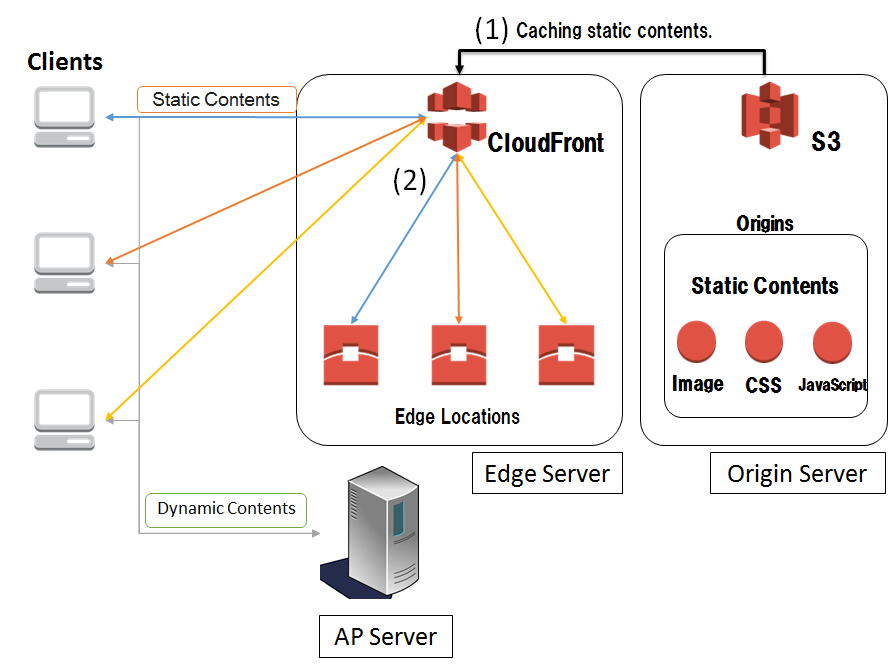 (1) Caching static contents.
Clients
Static Contents
CloudFront
S3
(2)
Origins
Static Contents
Image
CSS
JavaScript
Edge Locations
Edge Server
Origin Server
Dynamic Contents
AP Server